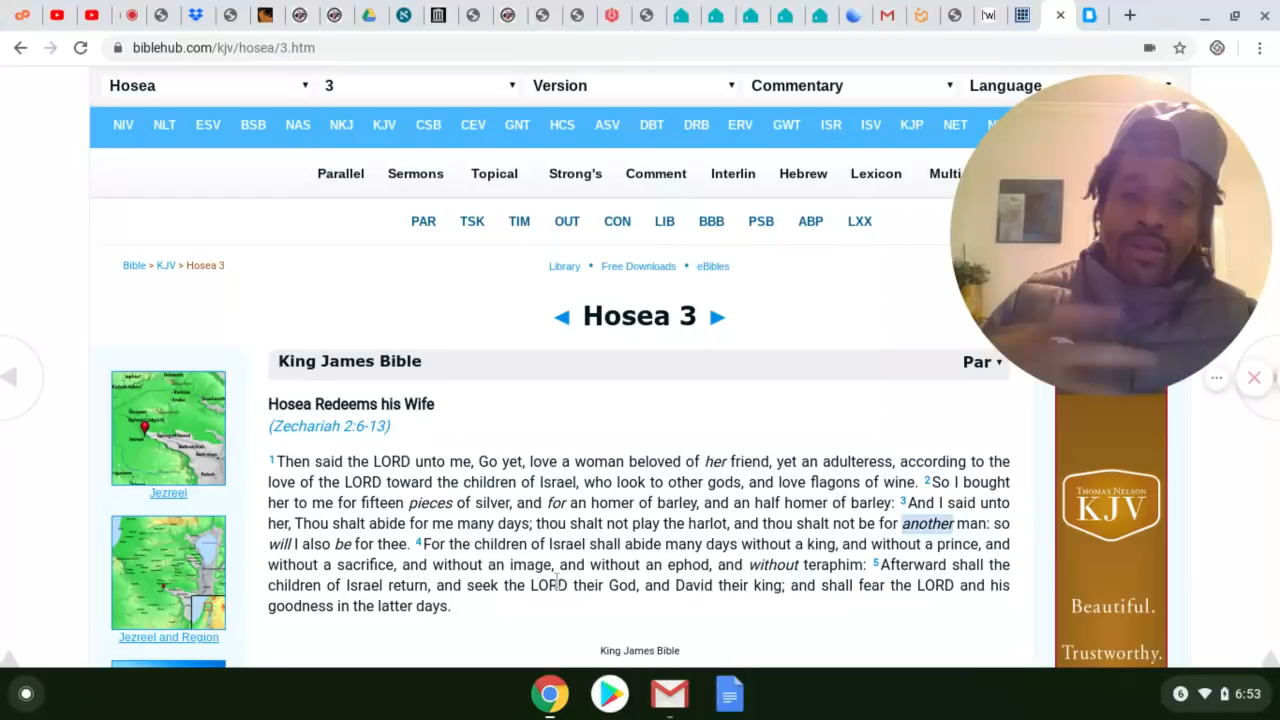 biblehub.com/kjv/hosea/3.htm
Hosea 3 Version Commentary Language
NIV NLT ESV BSB NAS NKJ KJV CSB CEV GNT HCS ASV DBT DRB ERV GWT ISR ISV KJP NET
Parallel Sermons Topical Strong's Comment Interlin Hebrew Lexicon Multi
PAR TSK TIM OUT CON LIB BBB PSB ABP LXX
Bible > KJV > Hosea 3
Library • Free Downloads • eBibles
◄ Hosea 3 ►
King James Bible Par ▾
Hosea Redeems his Wife
(Zechariah 2:6-13)
1Then said the LORD unto me, Go yet, love a woman beloved of her friend, yet an adulteress, according to the
love of the LORD toward the children of Israel, who look to other gods, and love flagons of wine. 2So I bought
her to me for fifteen pieces of silver, and for an homer of barley, and an half homer of barley: 3And I said unto
her, Thou shalt abide for me many days; thou shalt not play the harlot, and thou shalt not be for another man: so
will I also be for thee. 4For the children of Israel shall abide many days without a king, and without a prince, and
without a sacrifice, and without an image, and without an ephod, and without teraphim: 5Afterward shall the
children of Israel return, and seek the LORD their God, and David their king; and shall fear the LORD and his
goodness in the latter days.
King James Bible
Jezreel
Jezreel and Region
THOMAS NELSON
KJV
Beautiful.
Trustworthy.
6 6:53